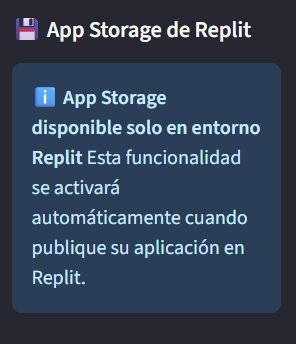 💾 App Storage de Replit
ℹ️ App Storage
disponible solo en entorno
Replit Esta funcionalidad
se activará
automáticamente cuando
publique su aplicación en
Replit.